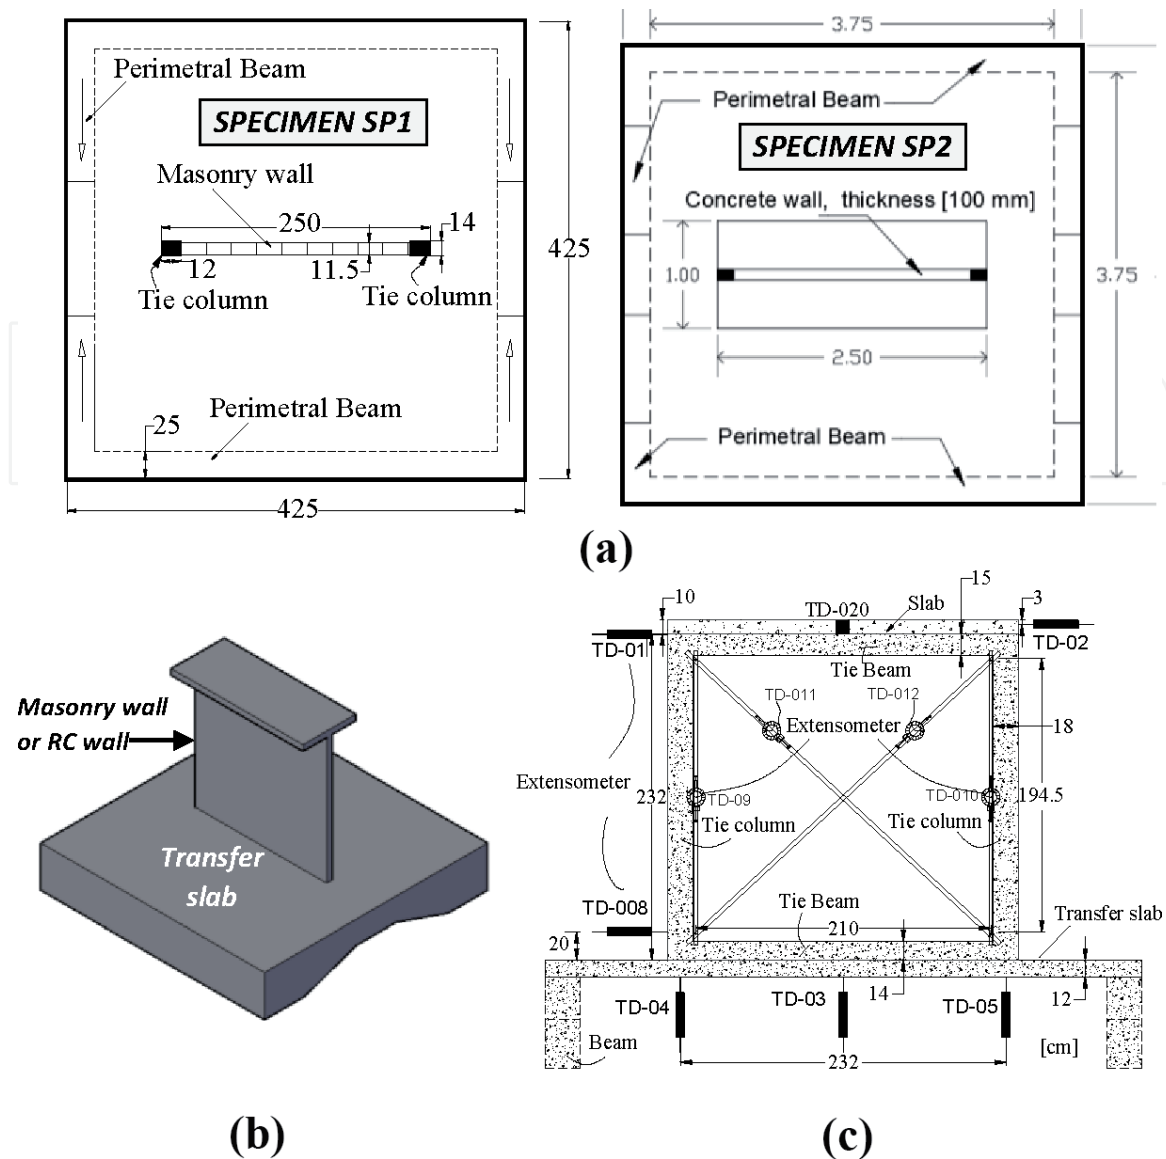 Perimetral Beam
SPECIMEN SP1
Masonry wall
250
14
12
11.5
Tie column
Tie column
425
Perimetral Beam
25
425
3.75
Perimetral Beam
SPECIMEN SP2
Concrete wall, thickness [100 mm]
1.00
3.75
2.50
Perimetral Beam
(a)
Masonry wall
or RC wall
Transfer
slab
(b)
10
TD-020
Slab
15
3
TD-01
TD-02
Tie Beam
TD-011
TD-012
Extensometer
18
Extensometer
232
TD-09
TD-010
194.5
Tie column
Tie column
TD-008
Tie Beam
210
Transfer slab
20
TD-04
TD-03
14
TD-05
12
Beam
232
[cm]
(c)